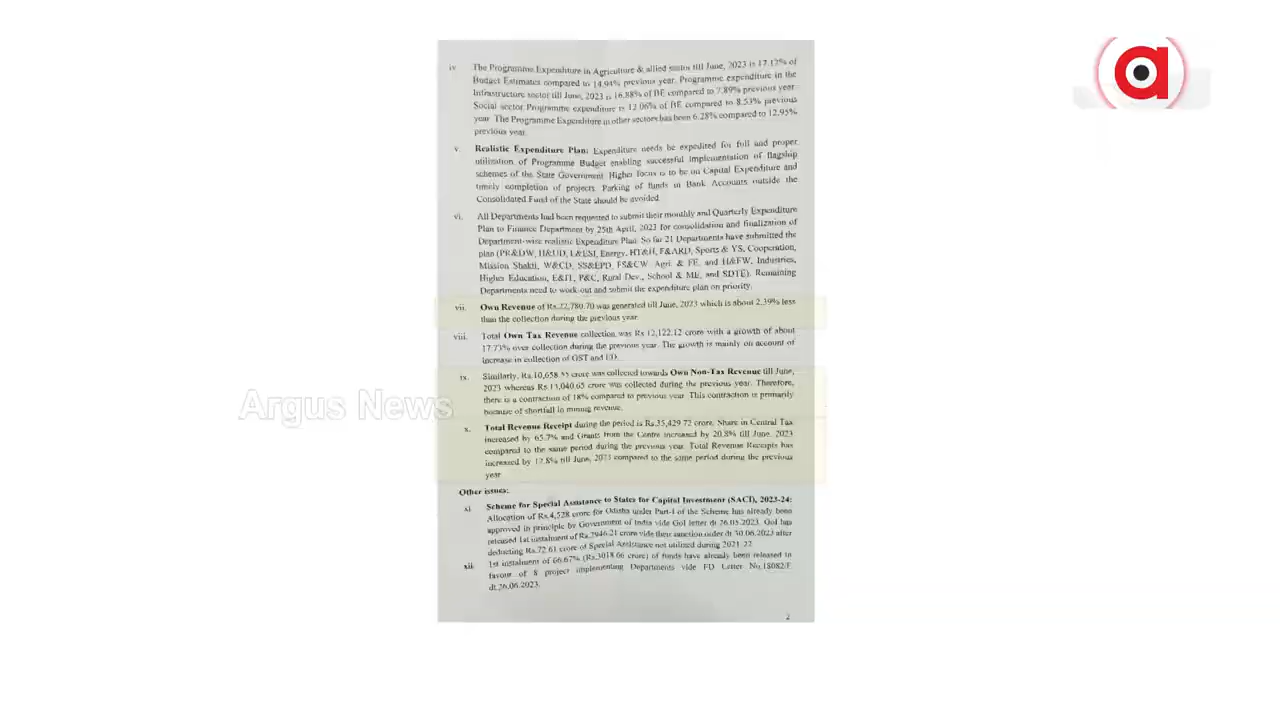 iv. The Programme Expenditure in Agriculture & allied sector till June, 2023 is 17.12% of
Budget Estimates compared to 14.94% previous year. Programme expenditure in the
Infrastructure sector till June, 2023 is 16.88% of BE compared to 7.89% previous year.
Social sector Programme expenditure is 12.06% of BE compared to 8.53% previous
year. The Programme Expenditure in other sectors has been 6.28% compared to 12.95%
previous year.
v. Realistic Expenditure Plan: Expenditure needs be expedited for full and proper
utilization of Programme Budget enabling successful implementation of flagship
schemes of the State Government. Higher focus is to be on Capital Expenditure and
timely completion of projects. Parking of funds in Bank Accounts outside the
Consolidated Fund of the State should be avoided.
vi. All Departments had been requested to submit their monthly and Quarterly Expenditure
Plan to Finance Department by 25th April, 2023 for consolidation and finalization of
Department-wise realistic Expenditure Plan. So far 21 Departments have submitted the
plan (PR&DW, H&UD, L&ESI, Energy, HT&H, F&ARD, Sports & YS, Cooperation,
Mission Shakti, W&CD, SS&EPD, FS&CW, Agri. & FE, and H&FW, Industries,
Higher Education, E&IT, P&C, Rural Dev., School & ME, and SDTE). Remaining
Departments need to work-out and submit the expenditure plan on priority.
vii. Own Revenue of Rs.22,780.70 was generated till June, 2023 which is about 2.39% less
than the collection during the previous year.
viii. Total Own Tax Revenue collection was Rs 12,122.12 crore with a growth of about
17.73% over collection during the previous year. The growth is mainly on account of
increase in collection of GST and ED.
ix. Similarly, Rs.10,658.55 crore was collected towards Own Non-Tax Revenue till June,
2023 whereas Rs.13,040.65 crore was collected during the previous year. Therefore,
there is a contraction of 18% compared to previous year. This contraction is primarily
because of shortfall in mining revenue.
x. Total Revenue Receipt during the period is Rs.35,429.72 crore. Share in Central Tax
increased by 65.7% and Grants from the Centre increased by 20.8% till June, 2023
compared to the same period during the previous year. Total Revenue Receipts has
increased by 12.8% till June, 2023 compared to the same period during the previous
year
Other issues:
xi. Scheme for Special Assistance to States for Capital Investment (SACI), 2023-24:
Allocation of Rs.4,528 crore for Odisha under Part-I of the Scheme has already been
approved in principle by Government of India vide GoI letter dt 26.05.2023. GoI has
released 1st instalment of Rs.2946.21 crore vide their sanction order dt 30.06.2023 after
deducting Rs.72.61 crore of Special Assistance not utilised during 2021-22.
xii. 1st instalment of 66.67% (Rs.3018.66 crore) of funds have already been released in
favour of 8 project implementing Departments vide FD Letter No.18082/F
dt.26.06.2023.
2
Argus News
a